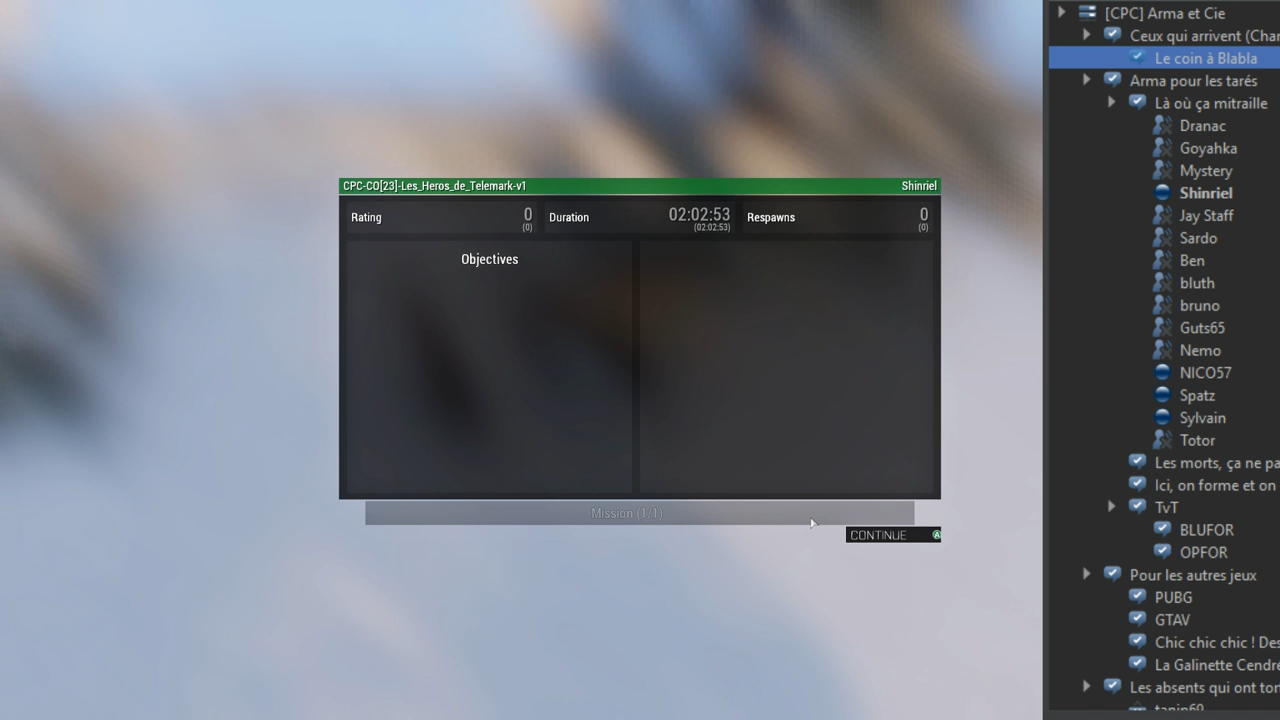 CPC-CO[23]-Les_Heros_de_Telemark-v1
Shinriel
Rating
0
(0)
Duration
02:02:53
(02:02:53)
Respawns
0
(0)
Objectives
Mission (1/1)
CONTINUE
[CPC] Arma et Cie
Ceux qui arrivent (Char
Le coin à Blabla
Arma pour les tarés
Là où ça mitraille
Dranac
Goyahka
Mystery
Shinriel
Jay Staff
Sardo
Ben
bluth
bruno
Guts65
Nemo
NICO57
Spatz
Sylvain
Totor
Les morts, ça ne pa
Ici, on forme et on
TvT
BLUFOR
OPFOR
Pour les autres jeux
PUBG
GTAV
Chic chic chic ! Des
La Galinette Cendré
Les absents qui ont tor